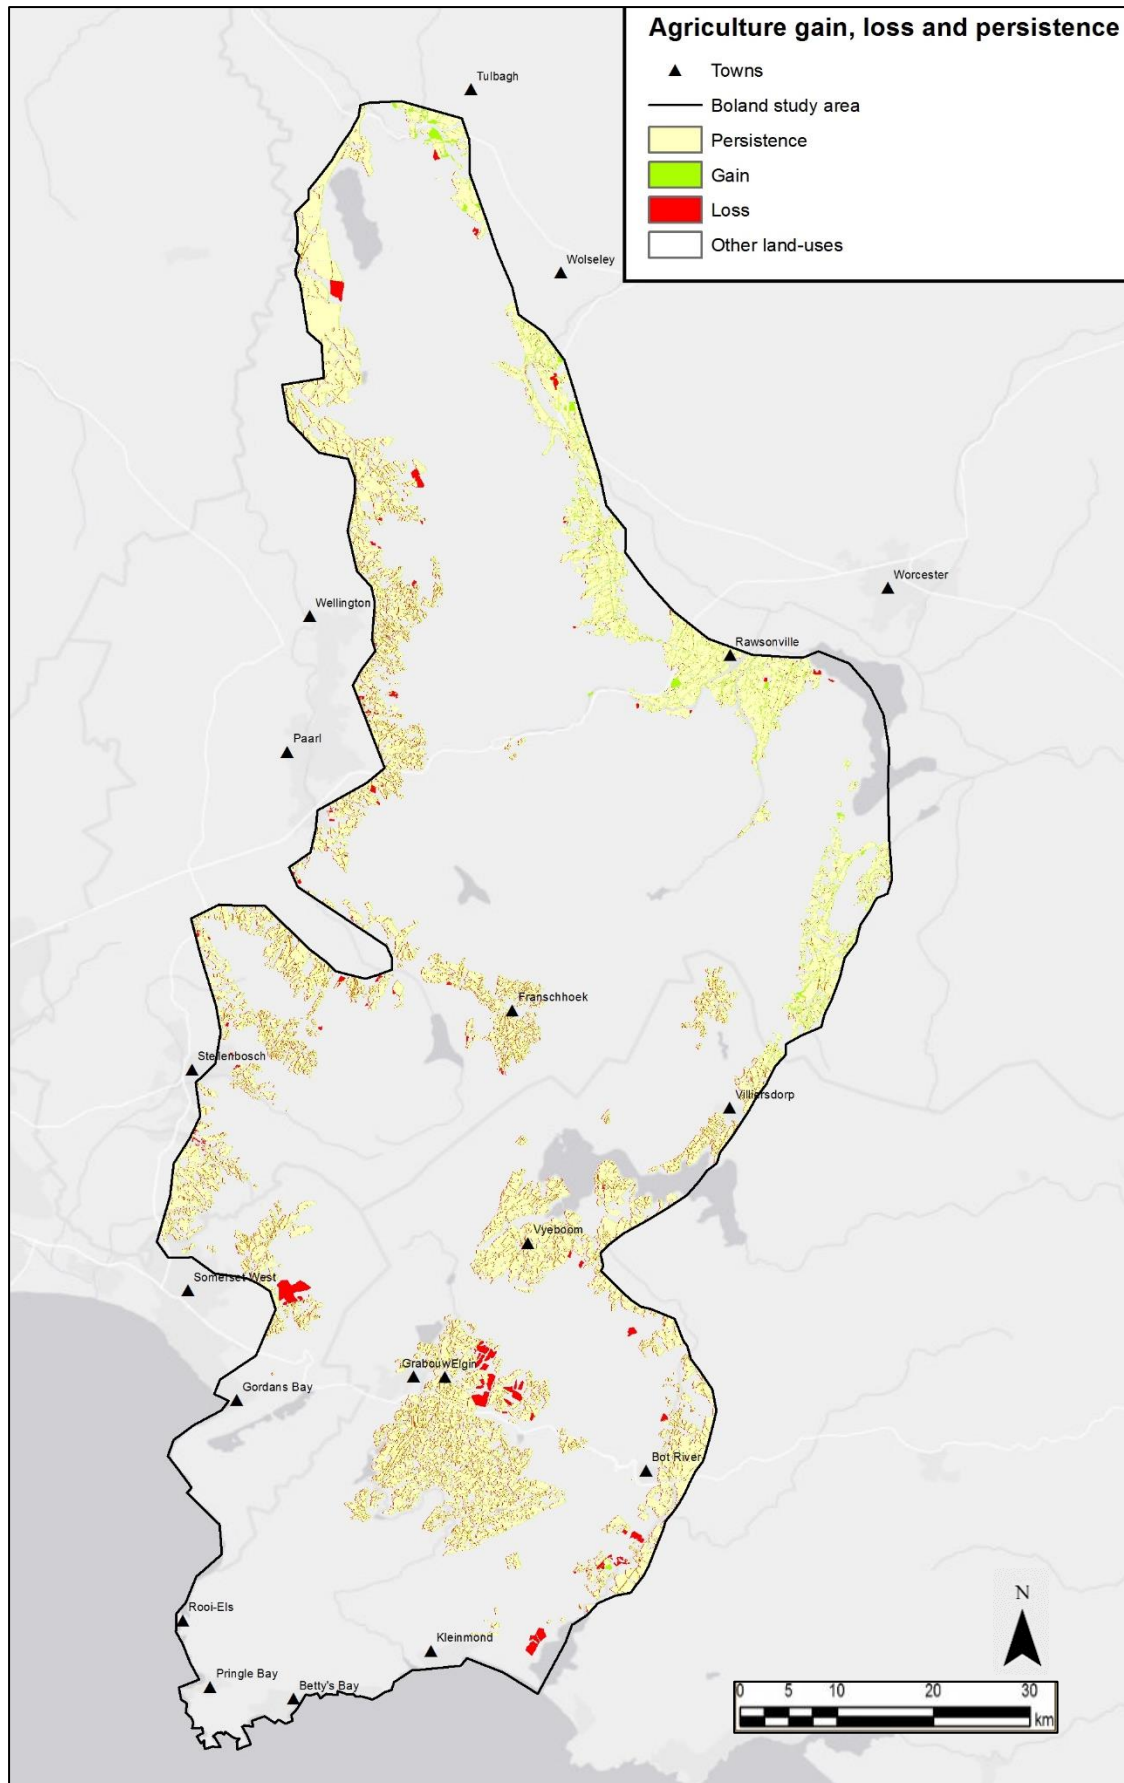 Agriculture gain, loss and persistence
Towns
Boland study area
Persistence
Gain
Loss
Other land-uses
Tulbagh
Wolseley
Worcester
Wellington
Rawsonville
Paarl
Franschhoek
Stellenbosch
Villiersdorp
Vyeboom
Somerset West
Grabouw
Elgin
Gordans Bay
Bot River
Rooi-Els
Kleinmond
Pringle Bay
Betty's Bay
N
0 5 10 20 30
km